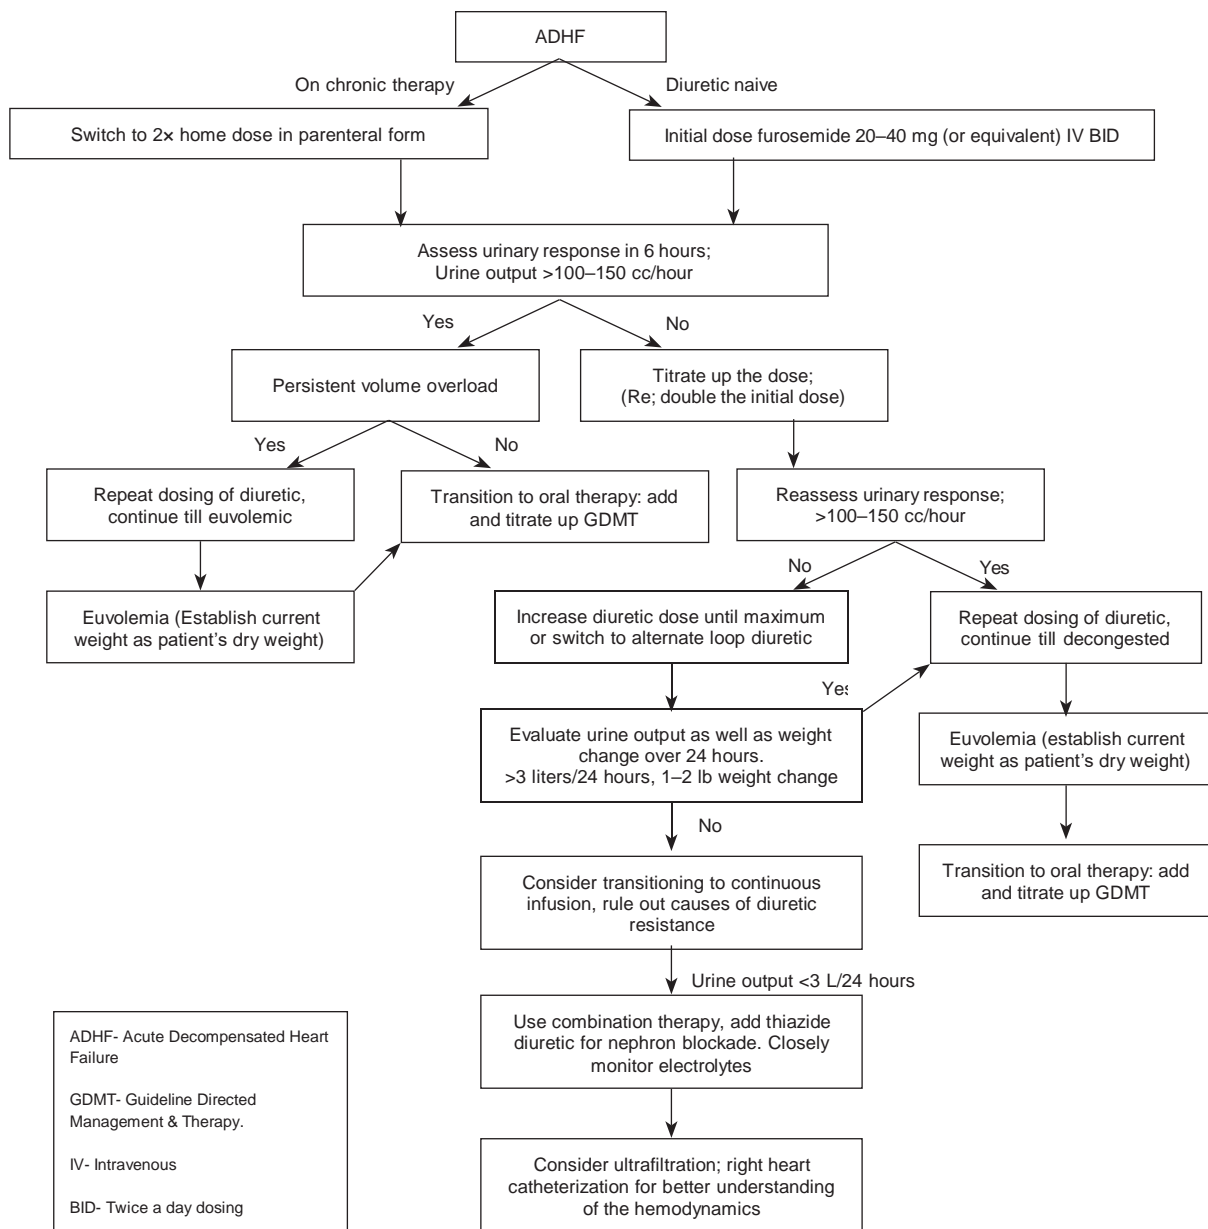 ADHF
On chronic therapy
Diuretic naive
Switch to 2× home dose in parenteral form
Initial dose furosemide 20–40 mg (or equivalent) IV BID
Assess urinary response in 6 hours;
Urine output >100–150 cc/hour
Yes
No
Persistent volume overload
Titrate up the dose;
(Re; double the initial dose)
Yes
No
Repeat dosing of diuretic,
continue till euvolemic
Transition to oral therapy: add
and titrate up GDMT
Reassess urinary response;
>100–150 cc/hour
No
Yes
Euvolemia (Establish current
weight as patient’s dry weight)
Increase diuretic dose until maximum
or switch to alternate loop diuretic
Repeat dosing of diuretic,
continue till decongested
Yes
Evaluate urine output as well as weight
change over 24 hours.
>3 liters/24 hours, 1–2 lb weight change
Euvolemia (establish current
weight as patient’s dry weight)
No
Consider transitioning to continuous
infusion, rule out causes of diuretic
resistance
Transition to oral therapy: add
and titrate up GDMT
Urine output <3 L/24 hours
Use combination therapy, add thiazide
diuretic for nephron blockade. Closely
monitor electrolytes
Consider ultrafiltration; right heart
catheterization for better understanding
of the hemodynamics
ADHF- Acute Decompensated Heart
Failure
GDMT- Guideline Directed
Management & Therapy.
IV- Intravenous
BID- Twice a day dosing